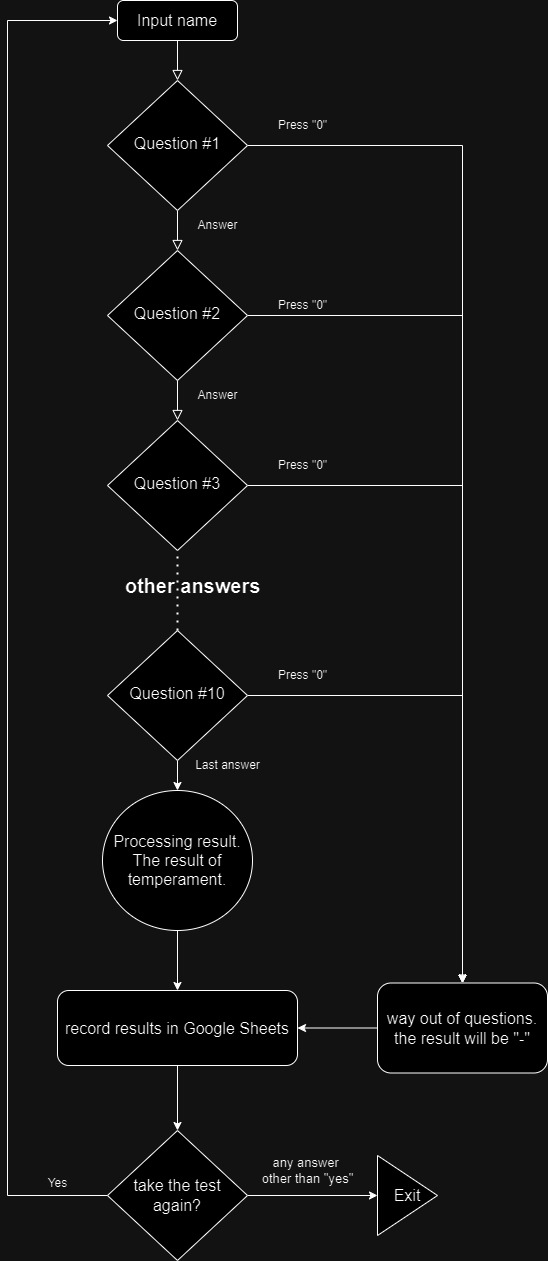 Input name
Press "0"
Question #1
Answer
Press "0"
Question #2
Answer
Press "0"
Question #3
other answers
Press "0"
Question #10
Last answer
Processing result.
The result of
temperament.
way out of questions.
the result will be "-"
record results in Google Sheets
any answer
other than "yes"
Yes
take the test
again?
Exit